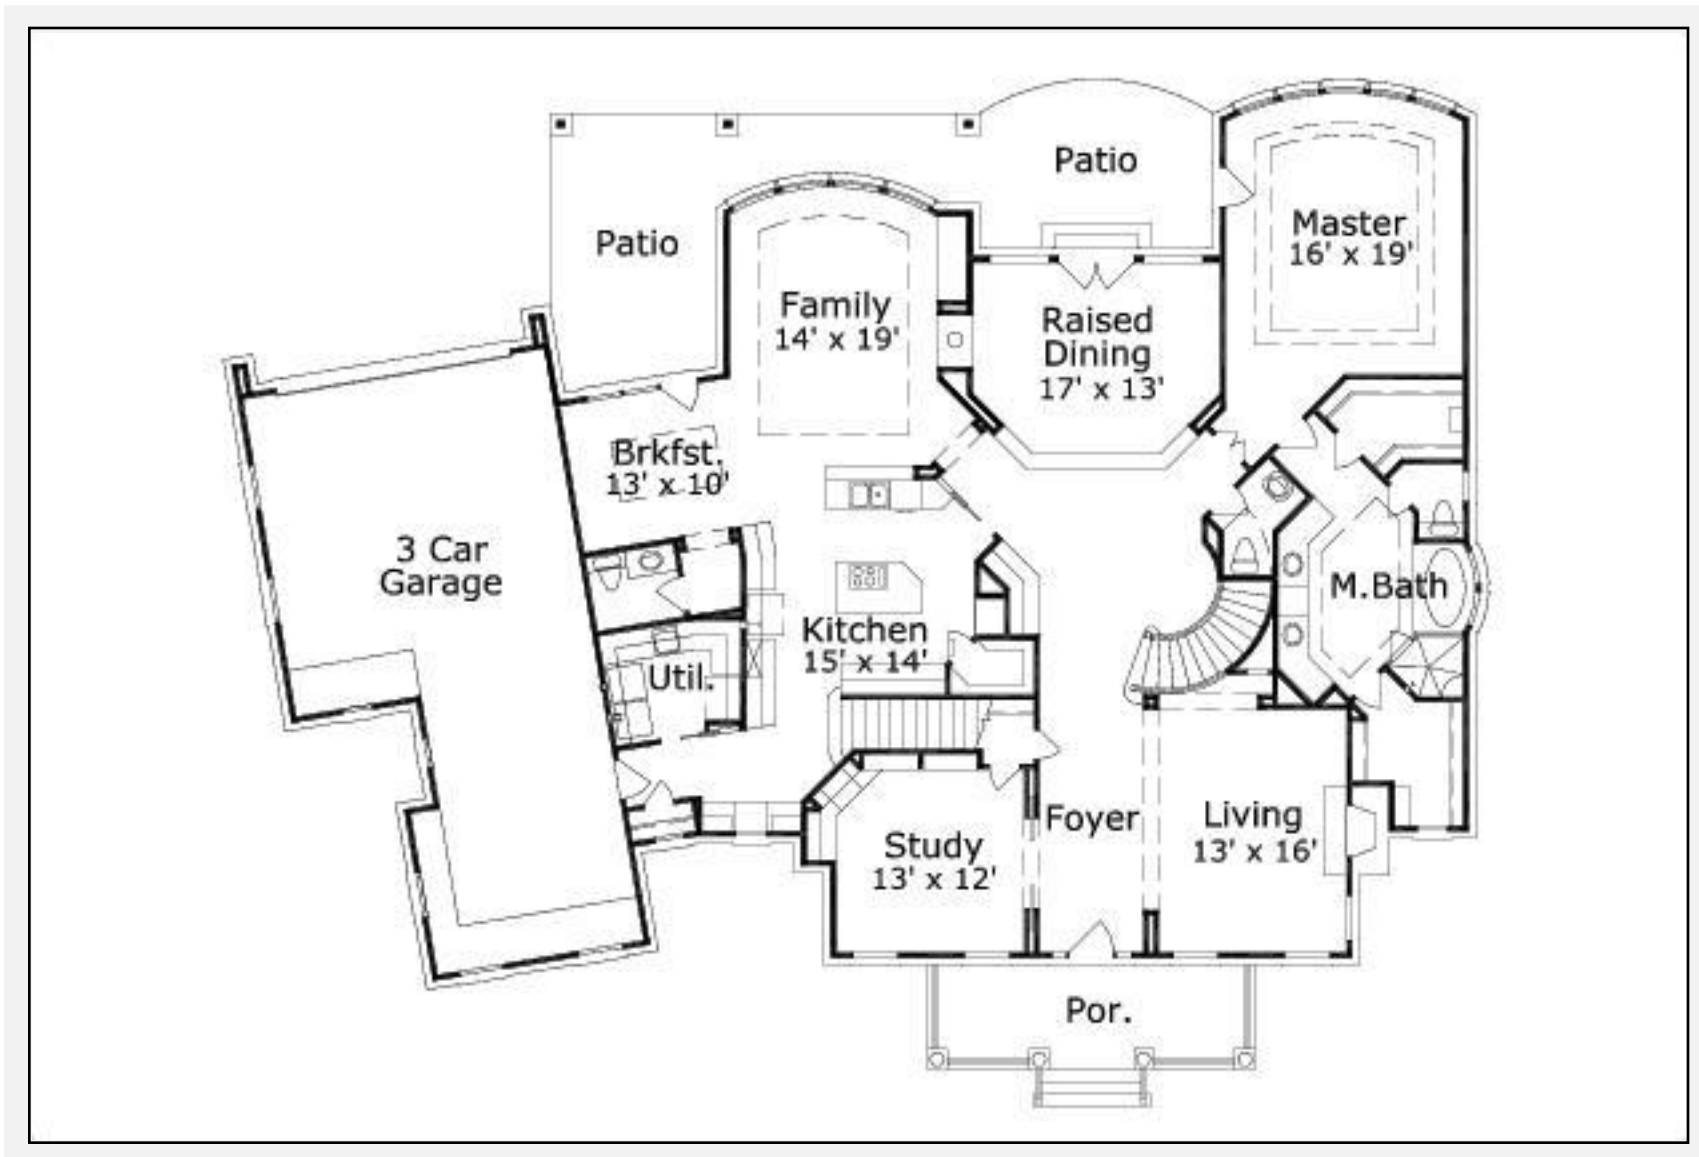 Patio
Patio
Master
16' x 19'
Family
14' x 19'
Raised
Dining
17' x 13'
Brkfst.
13' x 10'
3 Car
Garage
M.Bath
Kitchen
15' x 14'
Util.
Foyer
Living
13' x 16'
Study
13' x 12'
Por.